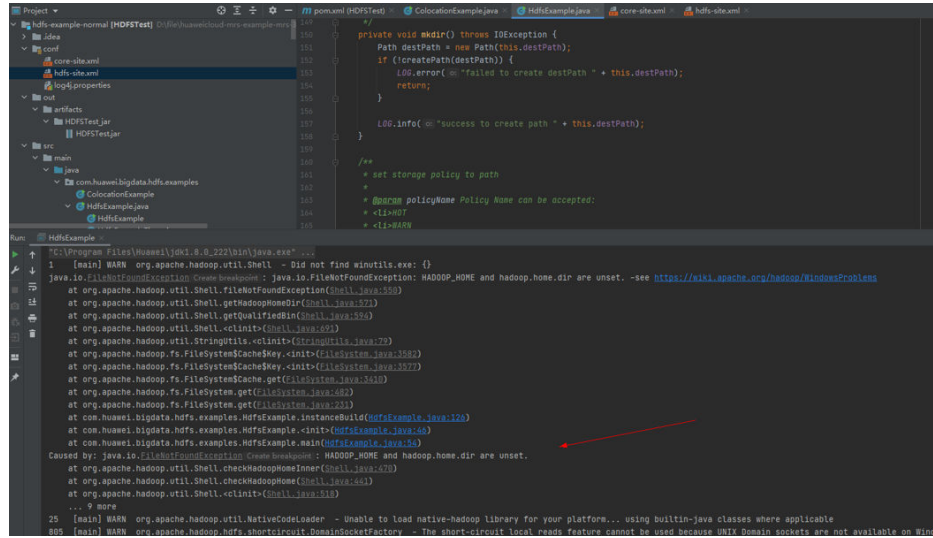 Project
pom.xml (HDFSTest)
ColocationExample.java
HdfsExample.java
core-site.xml
hdfs-site.xml
hdfs-example-normal [HDFSTest]
.idea
conf
core-site.xml
hdfs-site.xml
log4j.properties
out
artifacts
HDFSTest_jar
HDFSTest.jar
src
main
java
com.huawei.bigdata.hdfs.examples
ColocationExample
HdfsExample.java
HdfsExample
149 */
150 private void mkdir() throws IOException {
151 Path destPath = new Path(this.destPath);
152 if (!createPath(destPath)) {
153 LOG.error( "failed to create destPath " + this.destPath);
154 return;
155 }
156
157 LOG.info( "success to create path " + this.destPath);
158 }
159
160 /**
161 * set storage policy to path
162 *
163 * @param policyName Policy Name can be accepted:
164 * <li>HOT
165 * <li>WARN
Run: HdfsExample
"C:\Program Files\Huawei\jdk1.8.0_222\bin\java.exe" ...
1 [main] WARN org.apache.hadoop.util.Shell - Did not find winutils.exe: {}
java.io.FileNotFoundException Create breakpoint : java.io.FileNotFoundException: HADOOP_HOME and hadoop.home.dir are unset. -see https://wiki.apache.org/hadoop/WindowsProblems
at org.apache.hadoop.util.Shell.fileNotFoundException(Shell.java:550)
at org.apache.hadoop.util.Shell.getHadoopHomeDir(Shell.java:571)
at org.apache.hadoop.util.Shell.getQualifiedBin(Shell.java:594)
at org.apache.hadoop.util.Shell.<clinit>(Shell.java:691)
at org.apache.hadoop.util.StringUtils.<clinit>(StringUtils.java:79)
at org.apache.hadoop.fs.FileSystem$Cache$Key.<init>(FileSystem.java:3582)
at org.apache.hadoop.fs.FileSystem$Cache$Key.<init>(FileSystem.java:3577)
at org.apache.hadoop.fs.FileSystem$Cache.get(FileSystem.java:3410)
at org.apache.hadoop.fs.FileSystem.get(FileSystem.java:482)
at org.apache.hadoop.fs.FileSystem.get(FileSystem.java:231)
at com.huawei.bigdata.hdfs.examples.HdfsExample.instanceBuild(HdfsExample.java:126)
at com.huawei.bigdata.hdfs.examples.HdfsExample.<init>(HdfsExample.java:46)
at com.huawei.bigdata.hdfs.examples.HdfsExample.main(HdfsExample.java:54)
Caused by: java.io.FileNotFoundException Create breakpoint : HADOOP_HOME and hadoop.home.dir are unset.
at org.apache.hadoop.util.Shell.checkHadoopHomeInner(Shell.java:470)
at org.apache.hadoop.util.Shell.checkHadoopHome(Shell.java:441)
at org.apache.hadoop.util.Shell.<clinit>(Shell.java:518)
... 9 more
25 [main] WARN org.apache.hadoop.util.NativeCodeLoader - Unable to load native-hadoop library for your platform... using builtin-java classes where applicable
805 [main] WARN org.apache.hadoop.hdfs.shortcircuit.DomainSocketFactory - The short-circuit local reads feature cannot be used because UNIX Domain sockets are not available on